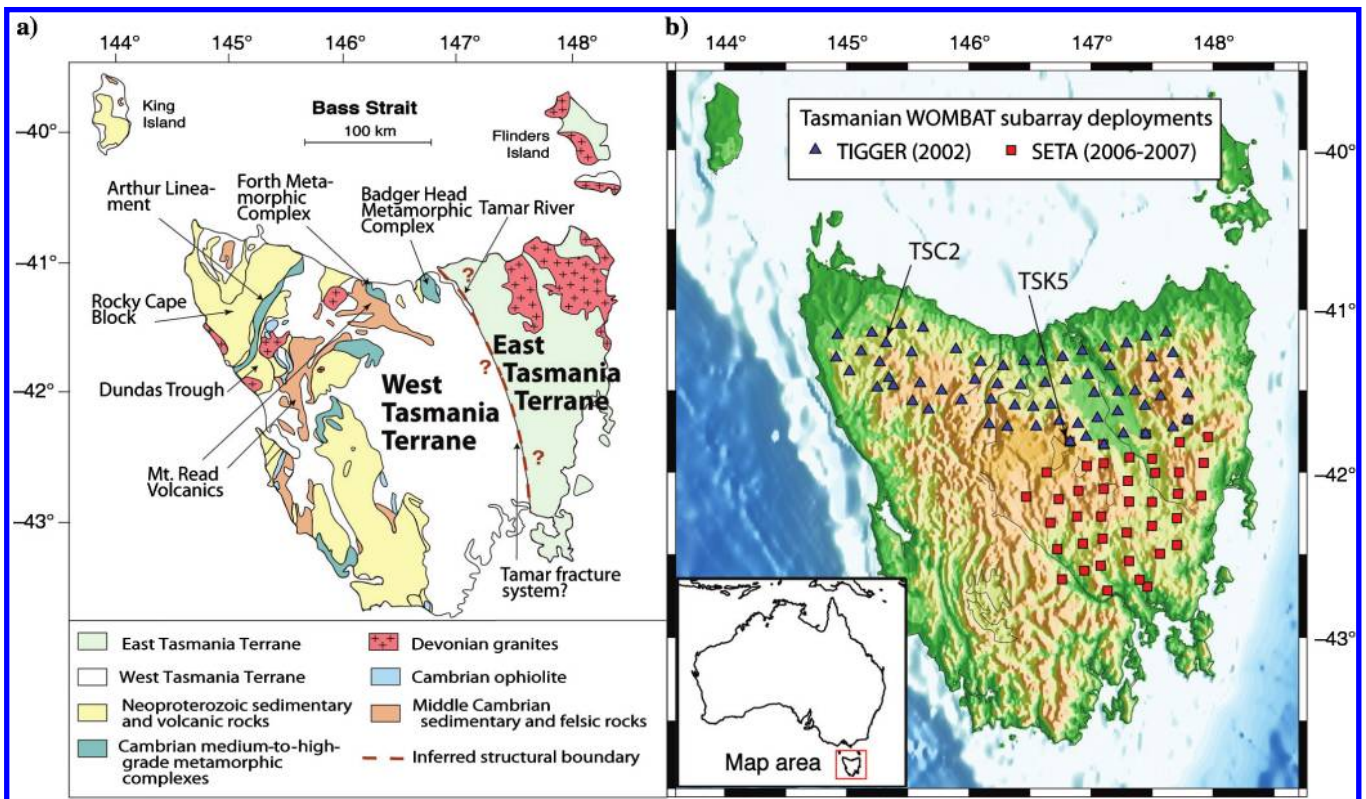 a)
144° 145° 146° 147° 148°
–40°
–41°
–42°
–43°
King
Island
Bass Strait
100 km
Flinders
Island
Arthur Linea-
ment
Forth Meta-
morphic
Complex
Badger Head
Metamorphic
Complex
Tamar River
?
Rocky Cape
Block
East
Tasmania
Terrane
?
West
Tasmania
Terrane
Dundas Trough
?
Mt. Read
Volcanics
Tamar fracture
system?
East Tasmania Terrane
West Tasmania Terrane
Neoproterozoic sedimentary
and volcanic rocks
Cambrian medium-to-high-
grade metamorphic
complexes
Devonian granites
Cambrian ophiolite
Middle Cambrian
sedimentary and felsic rocks
Inferred structural boundary
b)
144° 145° 146° 147° 148°
Tasmanian WOMBAT subarray deployments
TIGGER (2002) SETA (2006-2007)
–40°
–41°
–42°
–43°
TSC2
TSK5
Map area